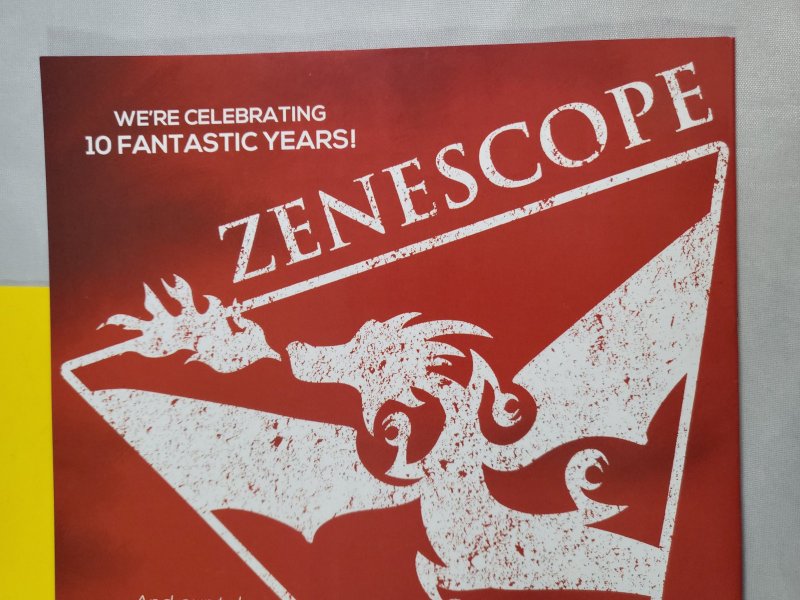 WE'RE CELEBRATING
10 FANTASTIC YEARS!
ZENESCOPE